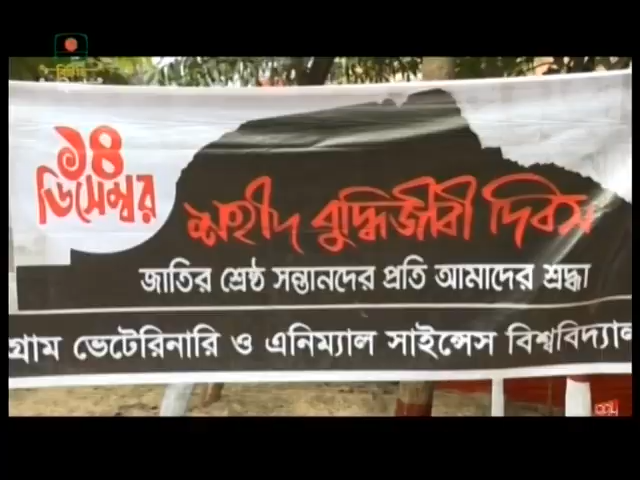 ১৪
ডিসেম্বর
শহীদ বুদ্ধিজীবী দিবস
জাতির শ্রেষ্ঠ সন্তানদের প্রতি আমাদের শ্রদ্ধা
গ্রাম ভেটেরিনারি ও এনিম্যাল সাইন্সেস বিশ্ববিদ্যাল